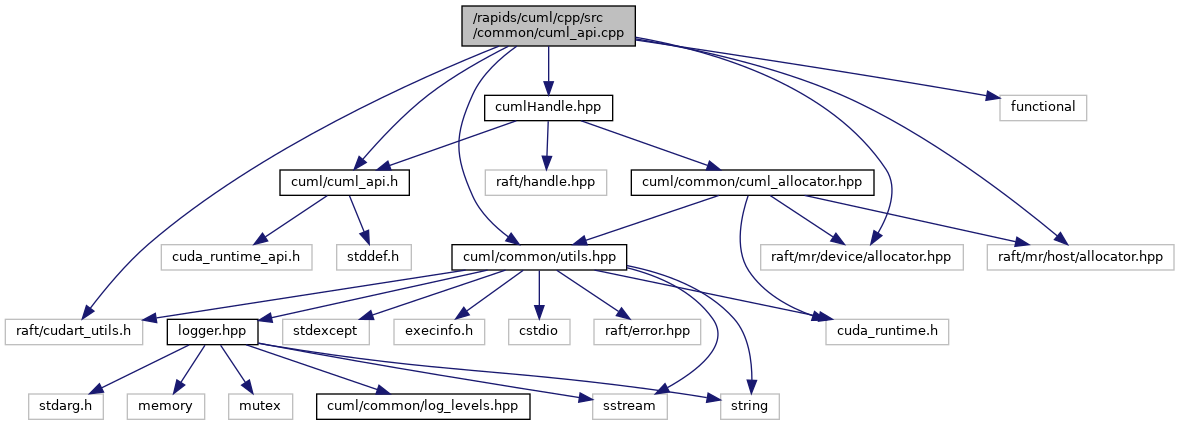 /rapids/cuml/cpp/src
/common/cuml_api.cpp
cumlHandle.hpp
functional
cuml/cuml_api.h
raft/handle.hpp
cuml/common/cuml_allocator.hpp
cuda_runtime_api.h
stddef.h
cuml/common/utils.hpp
raft/mr/device/allocator.hpp
raft/mr/host/allocator.hpp
raft/cudart_utils.h
logger.hpp
stdexcept
execinfo.h
cstdio
raft/error.hpp
cuda_runtime.h
stdarg.h
memory
mutex
cuml/common/log_levels.hpp
sstream
string